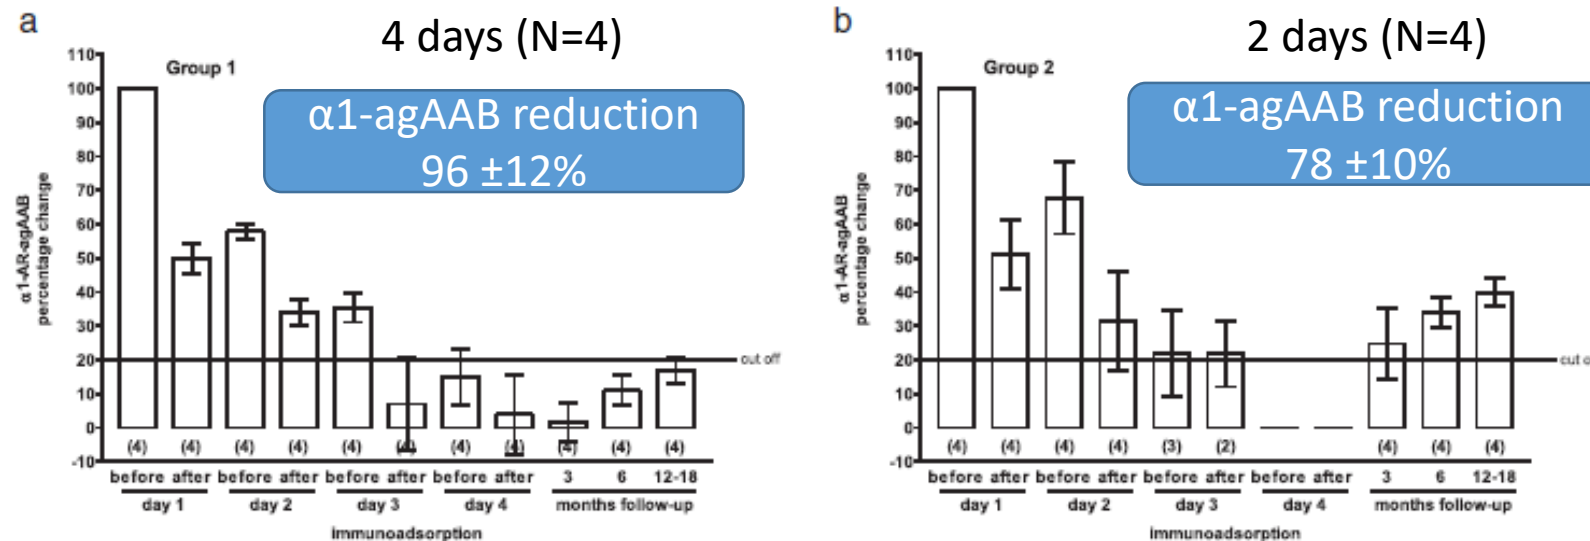 a
4 days (N=4)
Group 1
α1-agAAB reduction
96 ±12%
α1-AR-agAAB
percentage change
110
100
90
80
70
60
50
40
30
20
10
0
-10
cut off
(4) (4) (4) (4) (4) (4) (4) (4) (4) (4)
before after before after before after before after 3 6 12-18
day 1 day 2 day 3 day 4 months follow-up
immunoadsorption
b
2 days (N=4)
Group 2
α1-agAAB reduction
78 ±10%
α1-AR-agAAB
percentage change
110
100
90
80
70
60
50
40
30
20
10
0
-10
cut o
(4) (4) (4) (4) (3) (2) (4) (4) (4)
before after before after before after before after 3 6 12-18
day 1 day 2 day 3 day 4 months follow-up
immunoadsorption